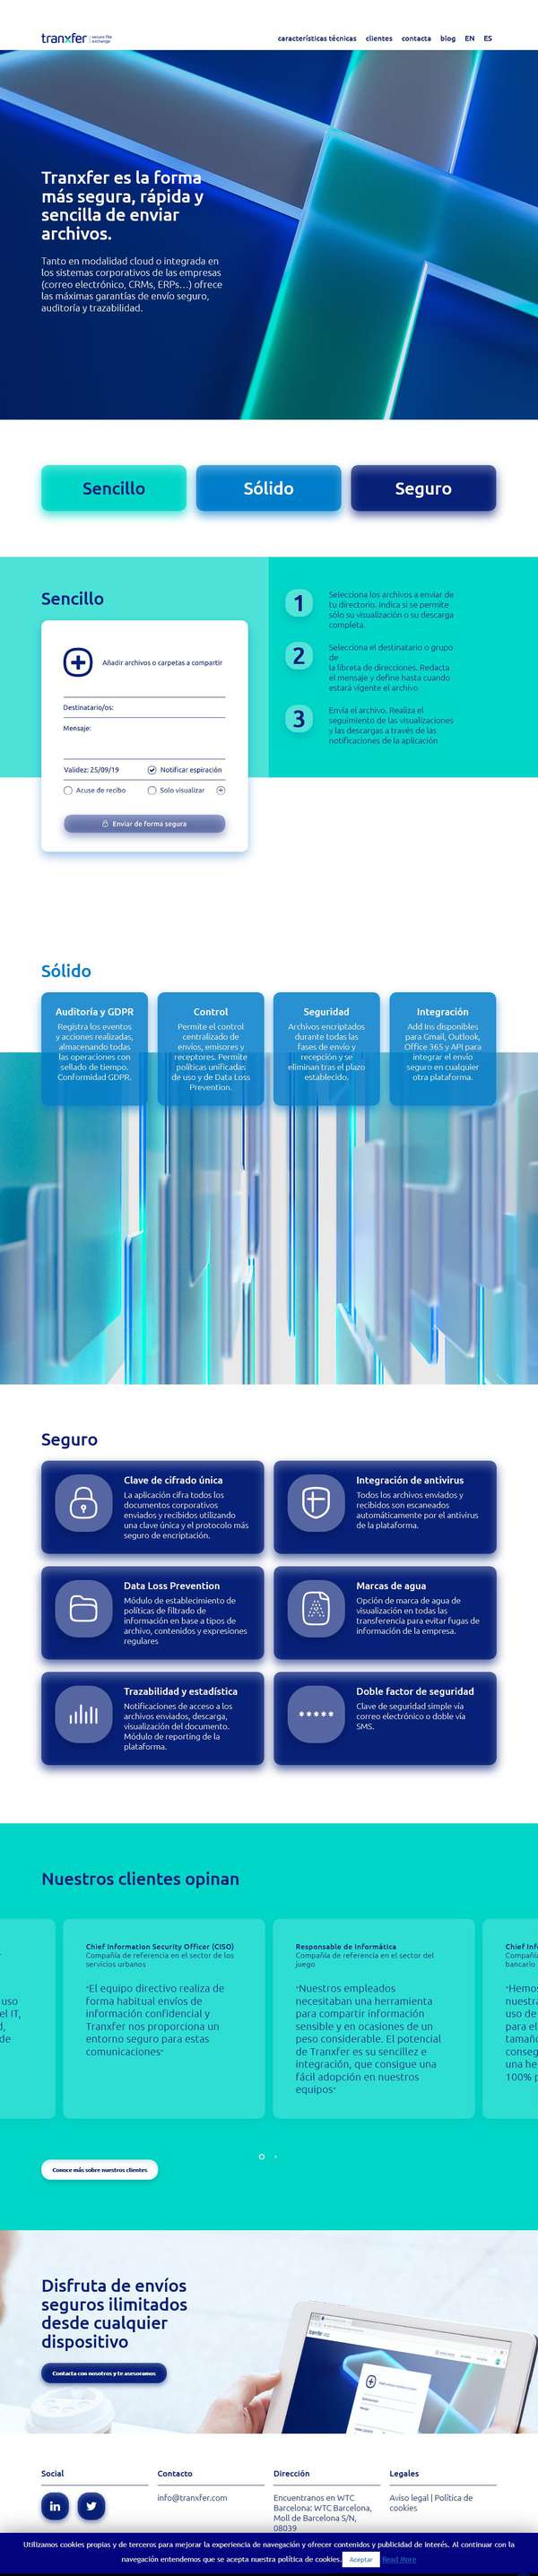 tranxfer secure file
exchange
características técnicas clientes contacta blog EN ES
Tranxfer es la forma
más segura, rápida y
sencilla de enviar
archivos.
Tanto en modalidad cloud o integrada en
los sistemas corporativos de las empresas
(correo electrónico, CRMs, ERPs...) ofrece
las máximas garantías de envío seguro,
auditoría y trazabilidad.
Sencillo Sólido Seguro
Sencillo
Añadir archivos o carpetas a compartir
Destinatario/os:
Mensaje:
Validez: 25/09/19 Notificar espiración
Acuse de recibo Solo visualizar
Enviar de forma segura
1
Selecciona los archivos a enviar de
tu directorio. Indica si se permite
sólo su visualización o su descarga
completa.
2
Selecciona el destinatario o grupo
de
la libreta de direcciones. Redacta
el mensaje y define hasta cuando
estará vigente el archivo
3
Envía el archivo. Realiza el
seguimiento de las visualizaciones
y las descargas a través de las
notificaciones de la aplicación
Sólido
Auditoría y GDPR
Registra los eventos
y acciones realizadas,
almacenando todas
las operaciones con
sellado de tiempo.
Conformidad GDPR.
Control
Permite el control
centralizado de
envíos, emisores y
receptores. Permite
políticas unificadas
de uso y de Data Loss
Prevention.
Seguridad
Archivos encriptados
durante todas las
fases de envío y
recepción y se
eliminan tras el plazo
establecido.
Integración
Add Ins disponibles
para Gmail, Outlook,
Office 365 y API para
integrar el envío
seguro en cualquier
otra plataforma.
Seguro
Clave de cifrado única
La aplicación cifra todos los
documentos corporativos
enviados y recibidos utilizando
una clave única y el protocolo más
seguro de encriptación.
Integración de antivirus
Todos los archivos enviados y
recibidos son escaneados
automáticamente por el antivirus
de la plataforma.
Data Loss Prevention
Módulo de establecimiento de
políticas de filtrado de
información en base a tipos de
archivo, contenidos y expresiones
regulares
Marcas de agua
Opción de marca de agua de
visualización en todas las
transferencia para evitar fugas de
información de la empresa.
Trazabilidad y estadística
Notificaciones de acceso a los
archivos enviados, descarga,
visualización del documento.
Módulo de reporting de la
plataforma.
*****
Doble factor de seguridad
Clave de seguridad simple vía
correo electrónico o doble vía
SMS.
Nuestros clientes opinan
uso
el IT,
d,
de
Chief Information Security Officer (CISO)
Compañía de referencia en el sector de los
servicios urbanos
"El equipo directivo realiza de
forma habitual envíos de
información confidencial y
Tranxfer nos proporciona un
entorno seguro para estas
comunicaciones"
Responsable de Informática
Compañía de referencia en el sector del
juego
"Nuestros empleados
necesitaban una herramienta
para compartir información
sensible y en ocasiones de un
peso considerable. El potencial
de Tranxfer es su sencillez e
integración, que consigue una
fácil adopción en nuestros
equipos"
Chief Inf
Compañí
bancario
"Hemos
nuestra
uso de
para el
tamaño
conseg
una he
100% p
Conoce más sobre nuestros clientes
Disfruta de envíos
seguros ilimitados
desde cualquier
dispositivo
Contacta con nosotros y te asesoramos
Social
in
Contacto
info@tranxfer.com
Dirección
Encuentranos en WTC
Barcelona: WTC Barcelona,
Moll de Barcelona S/N,
08039
Legales
Aviso legal | Política de
cookies
Utilizamos cookies propias y de terceros para mejorar la experiencia de navegación y ofrecer contenidos y publicidad de interés. Al continuar con la
navegación entendemos que se acepta nuestra política de cookies. Aceptar Read More